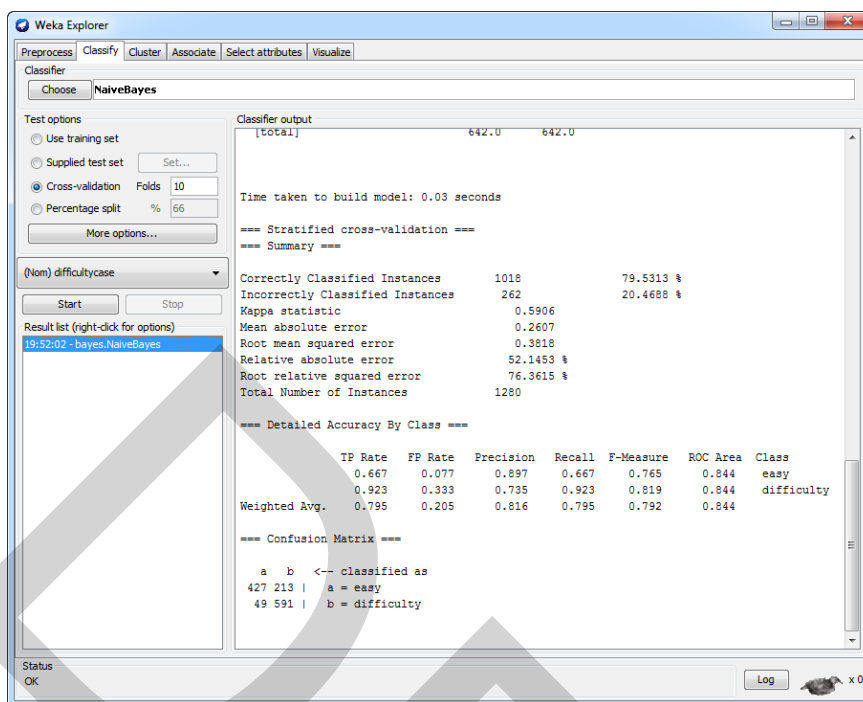 Weka Explorer
Preprocess Classify Cluster Associate Select attributes Visualize
Classifier
Choose NaiveBayes
Test options
Use training set
Supplied test set Set...
Cross-validation Folds 10
Percentage split % 66
More options...
(Nom) difficultycase
Start Stop
Result list (right-click for options)
19:52:02 - bayes.NaiveBayes
Classifier output
[total] 642.0 642.0
Time taken to build model: 0.03 seconds
=== Stratified cross-validation ===
=== Summary ===
Correctly Classified Instances 1018 79.5313 %
Incorrectly Classified Instances 262 20.4688 %
Kappa statistic 0.5906
Mean absolute error 0.2607
Root mean squared error 0.3818
Relative absolute error 52.1453 %
Root relative squared error 76.3615 %
Total Number of Instances 1280
=== Detailed Accuracy By Class ===
TP Rate FP Rate Precision Recall F-Measure ROC Area Class
0.667 0.077 0.897 0.667 0.765 0.844 easy
0.923 0.333 0.735 0.923 0.819 0.844 difficulty
Weighted Avg. 0.795 0.205 0.816 0.795 0.792 0.844
=== Confusion Matrix ===
a b <-- classified as
427 213 | a = easy
49 591 | b = difficulty
Status
OK
Log x 0